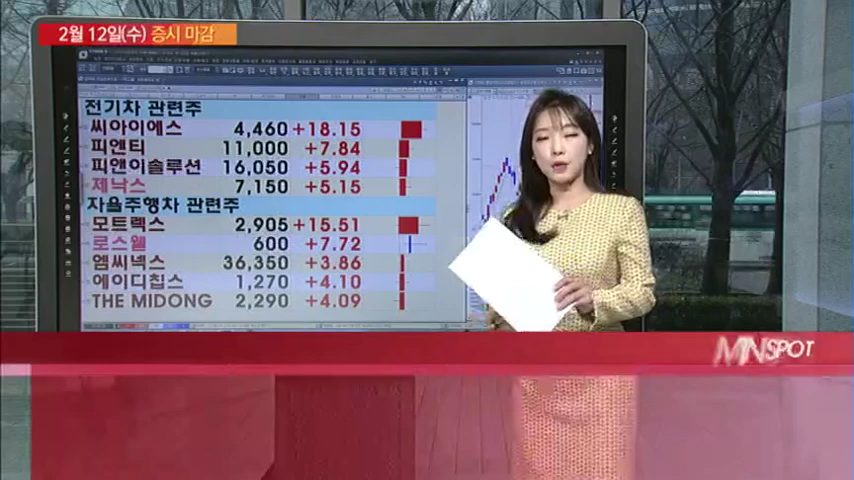 2월 12일(수) 증시 마감
전기차 관련주
씨아이에스 4,460 +18.15
피엔티 11,000 +7.84
피앤이솔루션 16,050 +5.94
제낙스 7,150 +5.15
자율주행차 관련주
모트렉스 2,905 +15.51
로스웰 600 +7.72
엠씨넥스 36,350 +3.86
에이디칩스 1,270 +4.10
THE MIDONG 2,290 +4.09
MTN SPOT